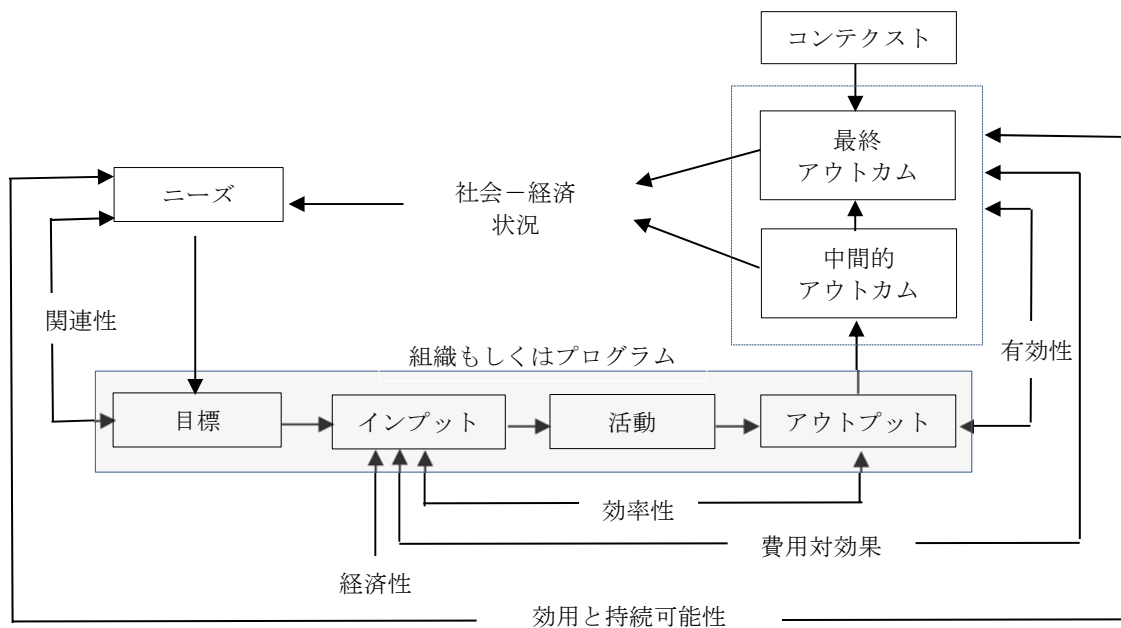 コンテクスト
最終
アウトカム
ニーズ
社会－経済
状況
中間的
アウトカム
関連性
有効性
組織もしくはプログラム
目標
インプット
活動
アウトプット
効率性
費用対効果
経済性
効用と持続可能性